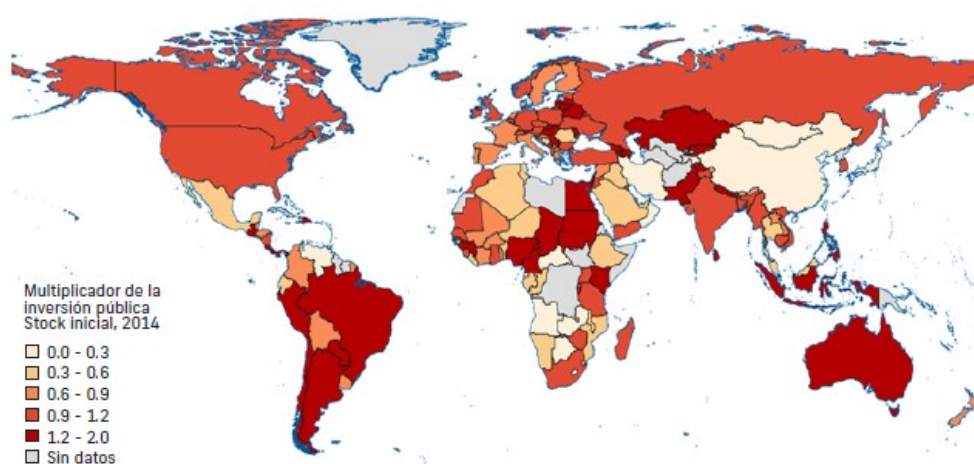 Multiplicador de la
inversión pública
Stock inicial, 2014
0.0 - 0.3
0.3 - 0.6
0.6 - 0.9
0.9 - 1.2
1.2 - 2.0
Sin datos